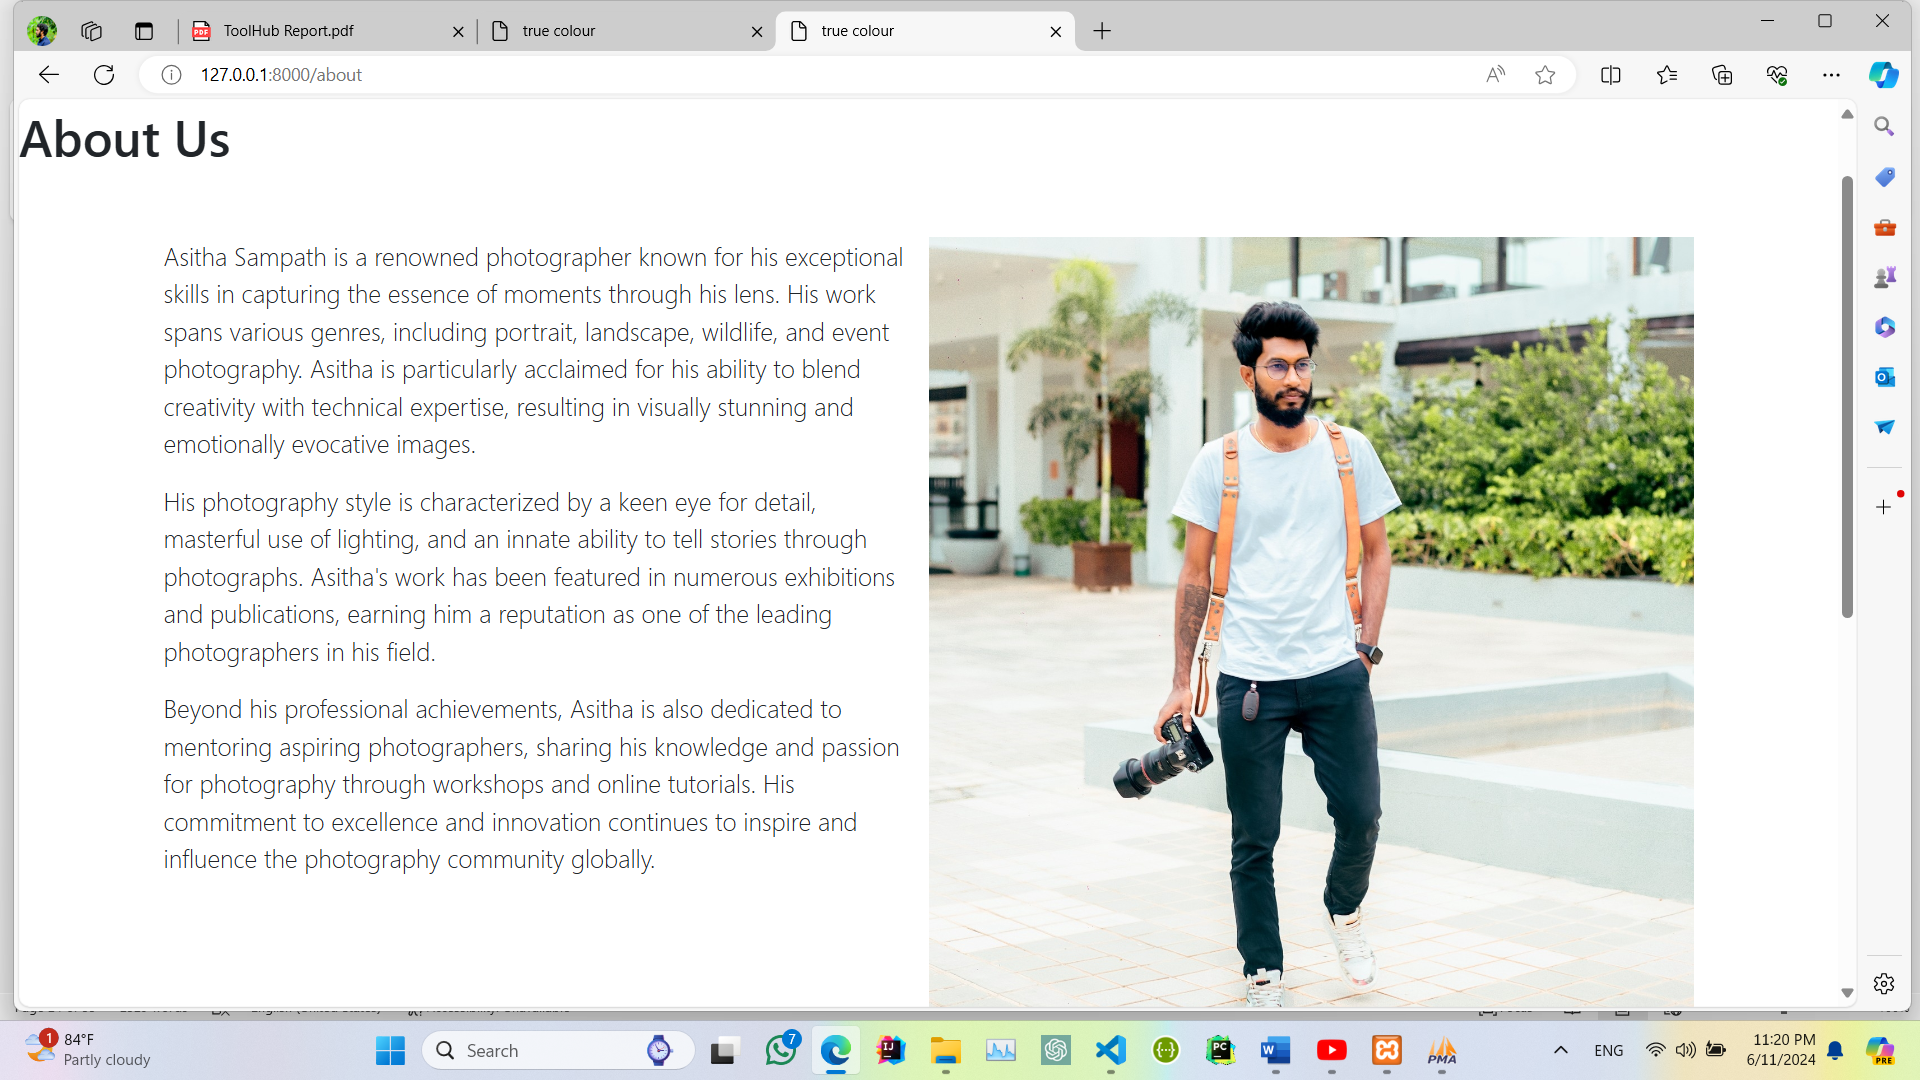 ToolHub Report.pdf
true colour
true colour
127.0.0.1:8000/about
About Us
Asitha Sampath is a renowned photographer known for his exceptional
skills in capturing the essence of moments through his lens. His work
spans various genres, including portrait, landscape, wildlife, and event
photography. Asitha is particularly acclaimed for his ability to blend
creativity with technical expertise, resulting in visually stunning and
emotionally evocative images.
His photography style is characterized by a keen eye for detail,
masterful use of lighting, and an innate ability to tell stories through
photographs. Asitha's work has been featured in numerous exhibitions
and publications, earning him a reputation as one of the leading
photographers in his field.
Beyond his professional achievements, Asitha is also dedicated to
mentoring aspiring photographers, sharing his knowledge and passion
for photography through workshops and online tutorials. His
commitment to excellence and innovation continues to inspire and
influence the photography community globally.
1
84°F
Partly cloudy
Search
7
ENG
11:20 PM
6/11/2024